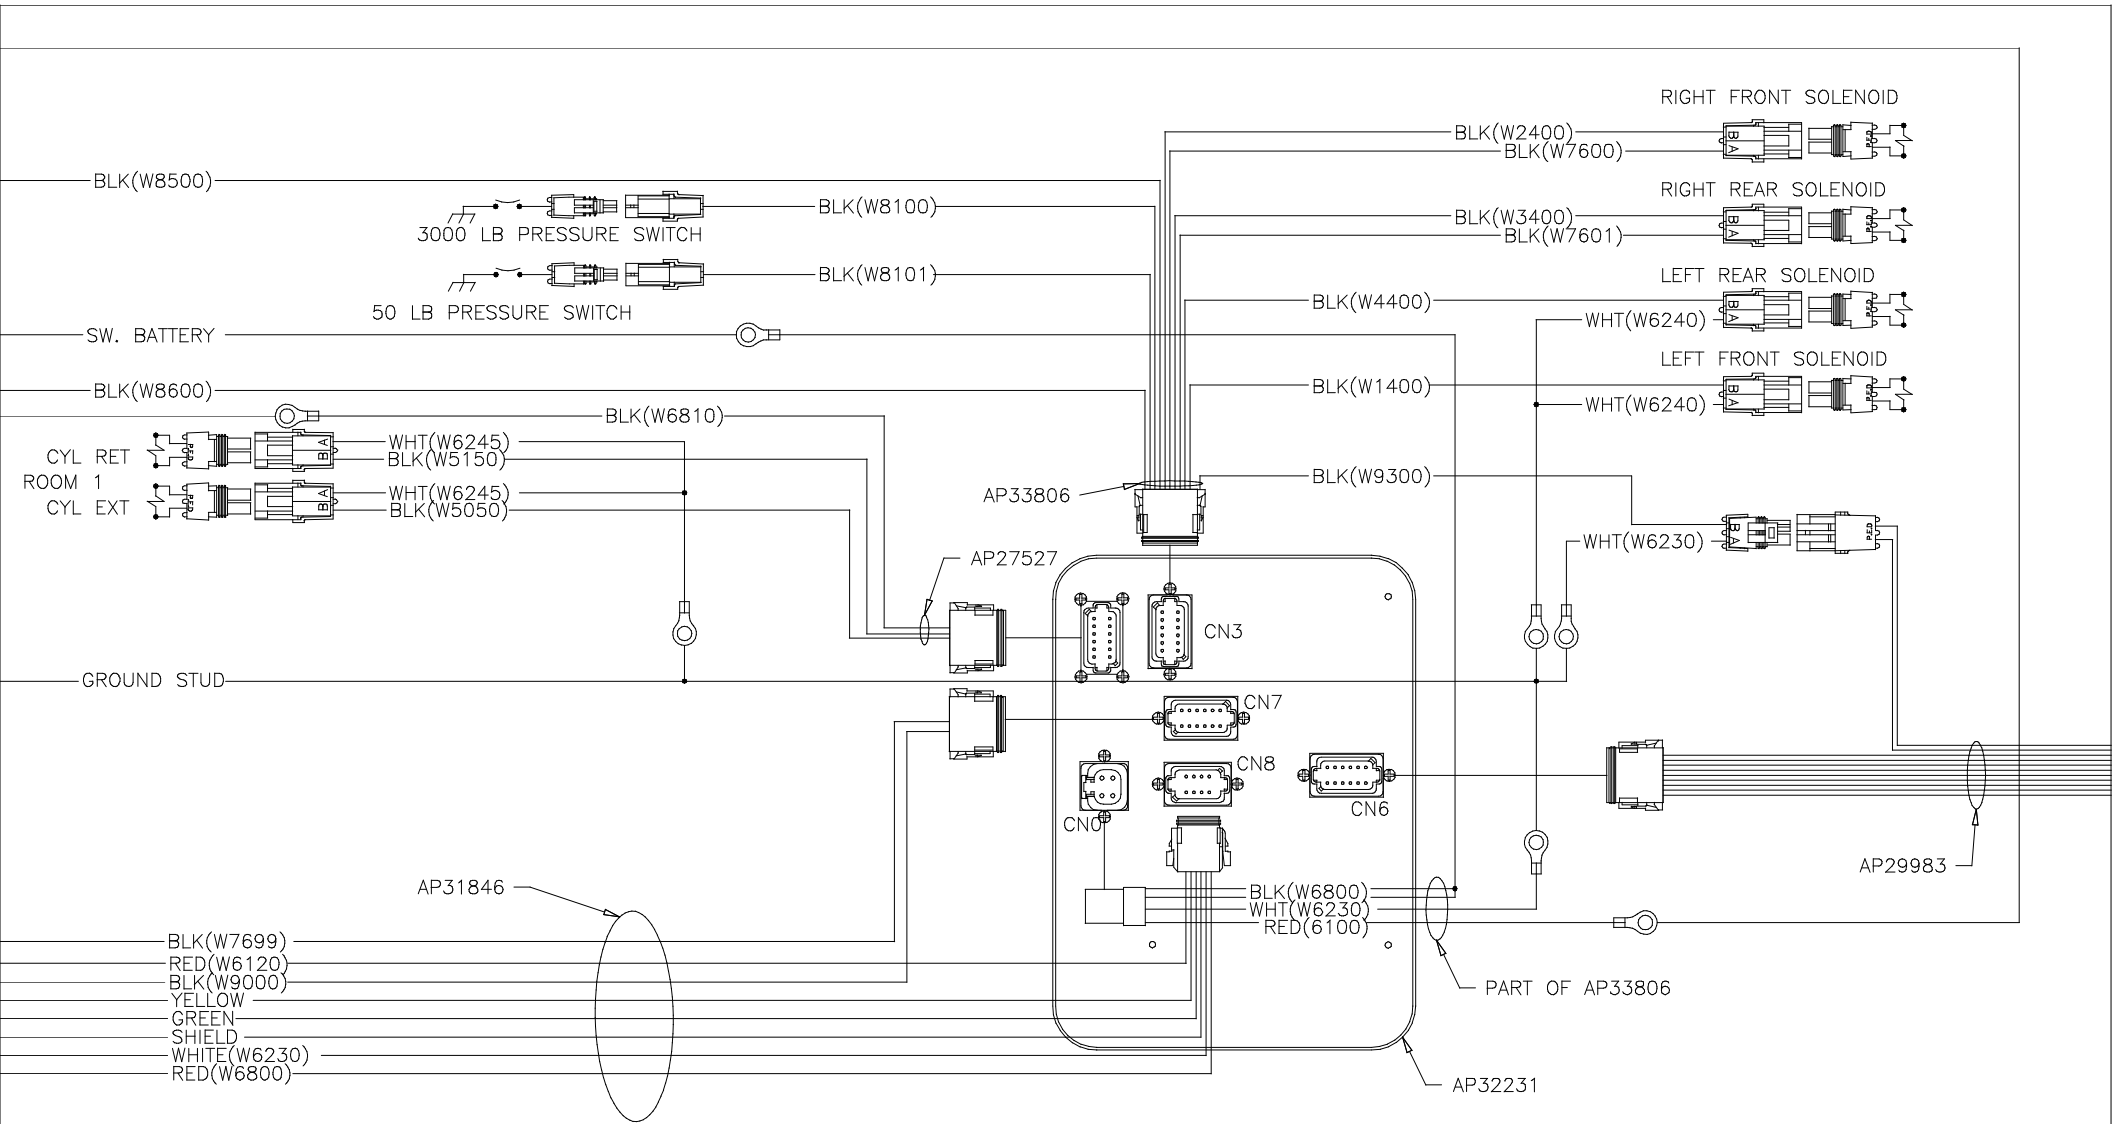 RIGHT FRONT SOLENOID
BLK(W2400)
B
A
P.E.D
BLK(W7600)
BLK(W8500)
RIGHT REAR SOLENOID
BLK(W8100)
BLK(W3400)
B
A
P.E.D
3000 LB PRESSURE SWITCH
BLK(W7601)
BLK(W8101)
LEFT REAR SOLENOID
BLK(W4400)
B
A
P.E.D
50 LB PRESSURE SWITCH
WHT(W6240)
SW. BATTERY
LEFT FRONT SOLENOID
BLK(W8600)
BLK(W1400)
B
A
P.E.D
WHT(W6240)
BLK(W6810)
P.E.D
A
B
WHT(W6245)
CYL RET
BLK(W5150)
ROOM 1
BLK(W9300)
AP33806
P.E.D
A
B
WHT(W6245)
CYL EXT
BLK(W5050)
B
A
P.E.D
WHT(W6230)
AP27527
CN3
GROUND STUD
CN7
CN8
CN6
CN0
AP29983
AP31846
BLK(W6800)
WHT(W6230)
RED(6100)
BLK(W7699)
RED(W6120)
BLK(W9000)
PART OF AP33806
YELLOW
GREEN
SHIELD
WHITE(W6230)
RED(W6800)
AP32231